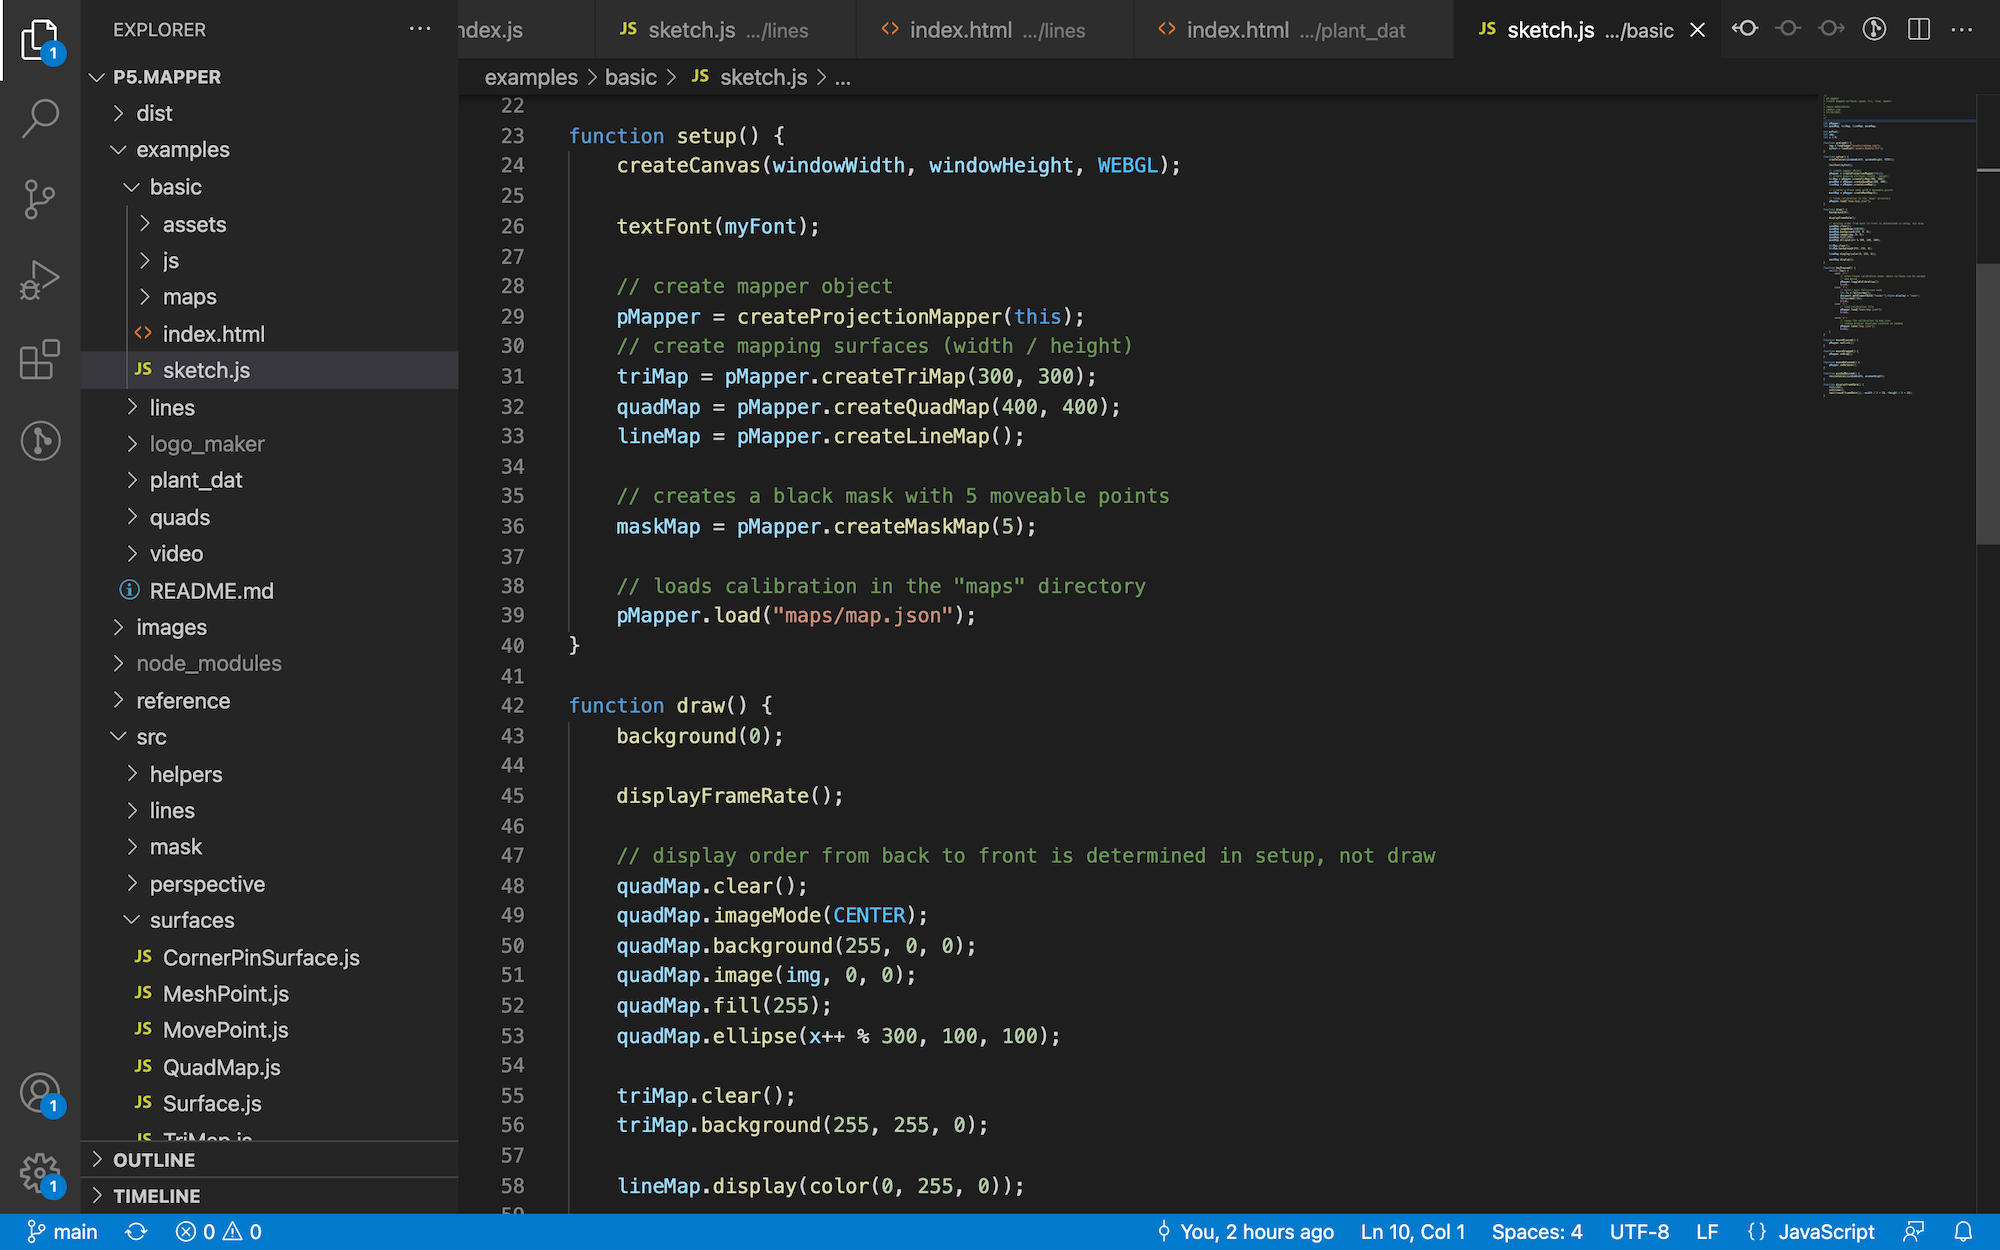 EXPLORER
P5.MAPPER
dist
examples
basic
assets
js
maps
index.html
JS sketch.js
lines
logo_maker
plant_dat
quads
video
README.md
images
node_modules
reference
src
helpers
lines
mask
perspective
surfaces
JS CornerPinSurface.js
JS MeshPoint.js
JS MovePoint.js
JS QuadMap.js
JS Surface.js
JS TriMap.js
OUTLINE
TIMELINE
ndex.js
JS sketch.js .../lines
index.html .../lines
index.html .../plant_dat
JS sketch.js .../basic
examples > basic > JS sketch.js > ...
22
23 function setup() {
24 createCanvas(windowWidth, windowHeight, WEBGL);
25
26 textFont(myFont);
27
28 // create mapper object
29 pMapper = createProjectionMapper(this);
30 // create mapping surfaces (width / height)
31 triMap = pMapper.createTriMap(300, 300);
32 quadMap = pMapper.createQuadMap(400, 400);
33 lineMap = pMapper.createLineMap();
34
35 // creates a black mask with 5 moveable points
36 maskMap = pMapper.createMaskMap(5);
37
38 // loads calibration in the "maps" directory
39 pMapper.load("maps/map.json");
40 }
41
42 function draw() {
43 background(0);
44
45 displayFrameRate();
46
47 // display order from back to front is determined in setup, not draw
48 quadMap.clear();
49 quadMap.imageMode(CENTER);
50 quadMap.background(255, 0, 0);
51 quadMap.image(img, 0, 0);
52 quadMap.fill(255);
53 quadMap.ellipse(x++ % 300, 100, 100);
54
55 triMap.clear();
56 triMap.background(255, 255, 0);
57
58 lineMap.display(color(0, 255, 0));
59
1
1
1
main
0 0
You, 2 hours ago
Ln 10, Col 1
Spaces: 4
UTF-8
LF
{} JavaScript